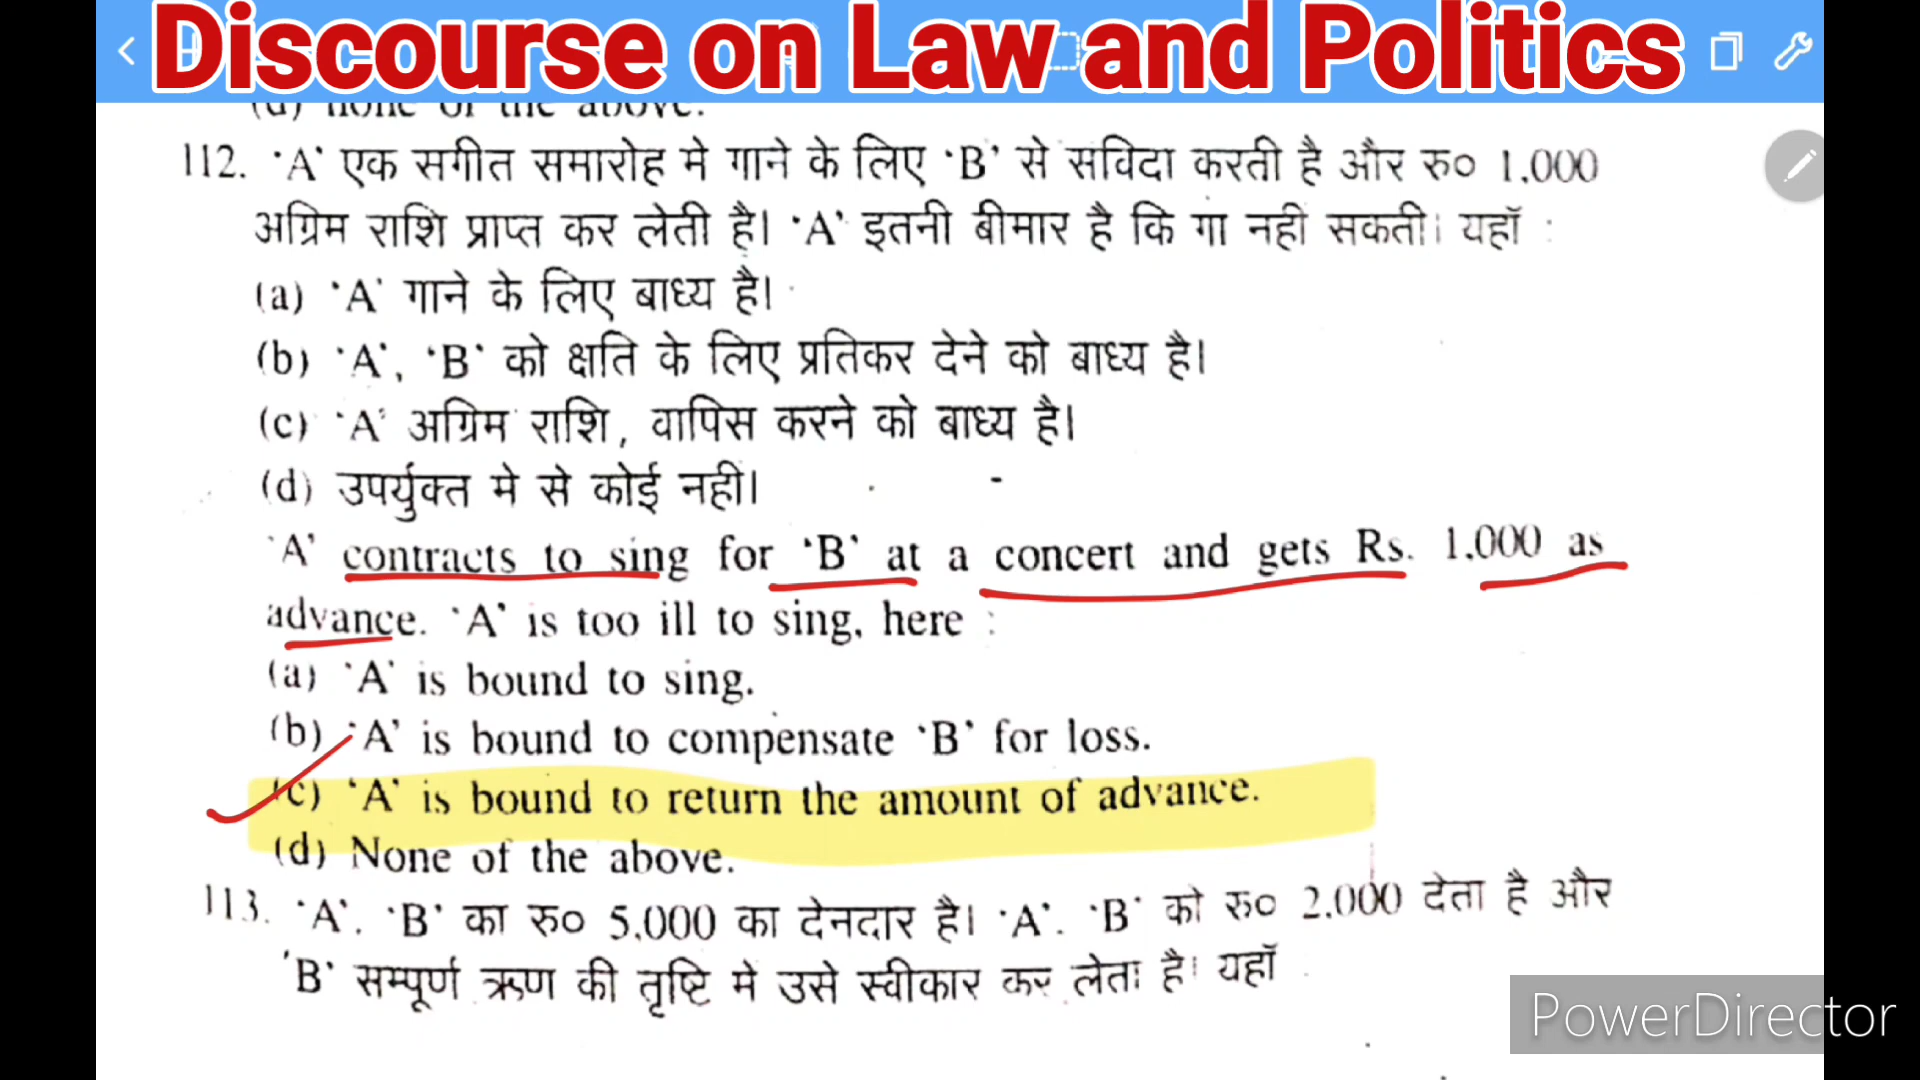 Discourse on Law and Politics
(d) none of the above.
112. 'A' एक सगीत समारोह मे गाने के लिए 'B' से सविदा करती है और रु० 1,000
अग्रिम राशि प्राप्त कर लेती है। 'A' इतनी बीमार है कि गा नही सकती। यहाँ :
(a) 'A' गाने के लिए बाध्य है।
(b) 'A', 'B' को क्षति के लिए प्रतिकर देने को बाध्य है।
(c) 'A' अग्रिम राशि, वापिस करने को बाध्य है।
(d) उपर्युक्त मे से कोई नही।
'A' contracts to sing for 'B' at a concert and gets Rs. 1,000 as
advance. 'A' is too ill to sing, here :
(a) 'A' is bound to sing.
(b) 'A' is bound to compensate 'B' for loss.
(c) 'A' is bound to return the amount of advance.
(d) None of the above.
113. 'A', 'B' का रु० 5,000 का देनदार है। 'A', 'B' को रु० 2,000 देता है और
'B' सम्पूर्ण ऋण की तृष्टि मे उसे स्वीकार कर लेता है। यहाँ
PowerDirector